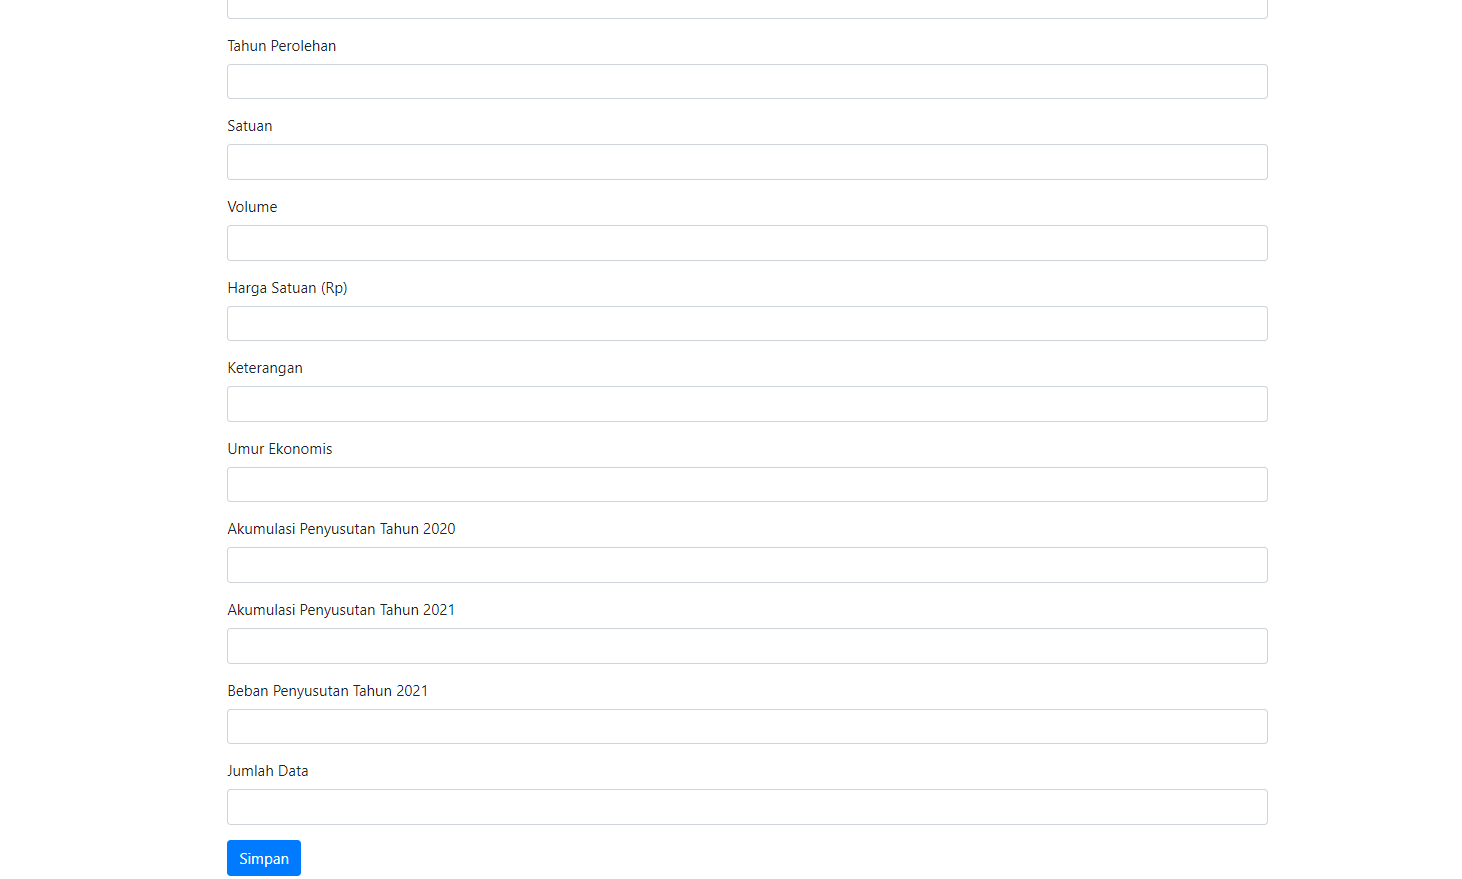 Tahun Perolehan
Satuan
Volume
Harga Satuan (Rp)
Keterangan
Umur Ekonomis
Akumulasi Penyusutan Tahun 2020
Akumulasi Penyusutan Tahun 2021
Beban Penyusutan Tahun 2021
Jumlah Data
Simpan